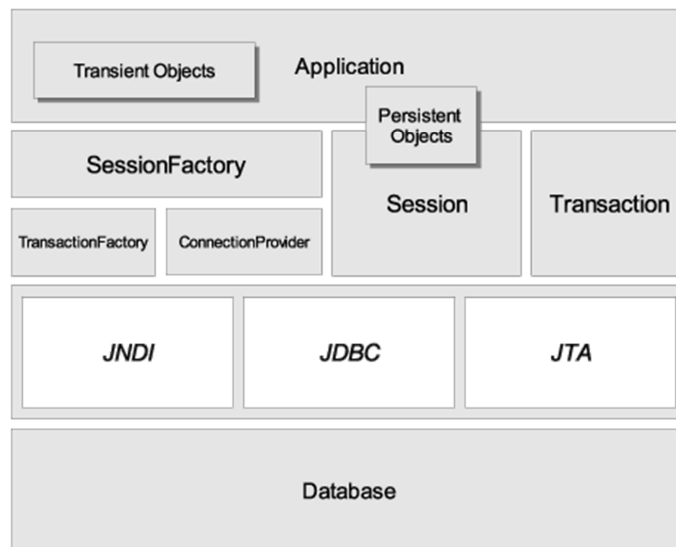 Transient Objects
Application
Persistent
Objects
SessionFactory
Session
Transaction
TransactionFactory
ConnectionProvider
JNDI
JDBC
JTA
Database